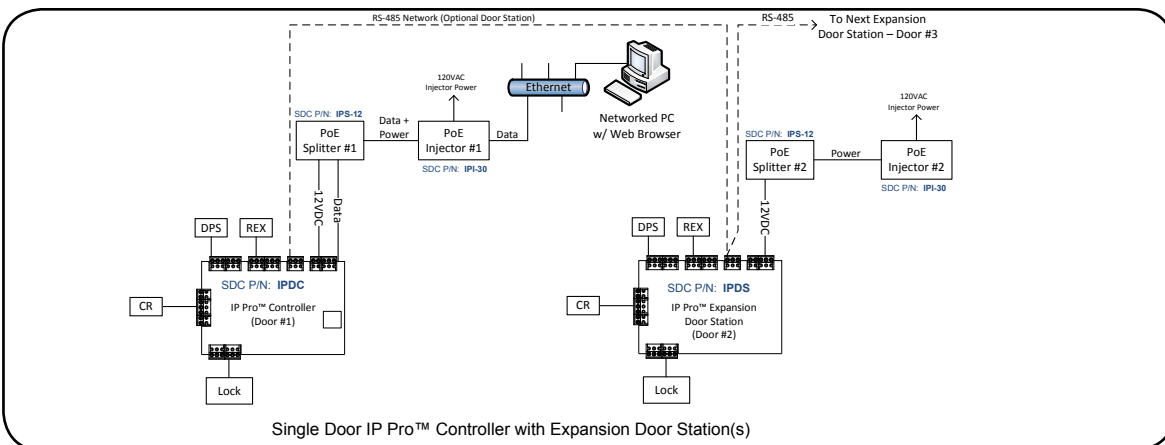 RS-485 Network (Optional Door Station)
RS-485
To Next Expansion
Door Station – Door #3
120VAC
Injector Power
Ethernet
Networked PC
w/ Web Browser
SDC P/N: IPS-12
PoE
Splitter #1
Data +
Power
PoE
Injector #1
Data
SDC P/N: IPI-30
12VDC
Data
120VAC
Injector Power
SDC P/N: IPS-12
PoE
Splitter #2
Power
PoE
Injector #2
SDC P/N: IPI-30
12VDC
DPS
REX
SDC P/N: IPDC
IP Pro™ Controller
(Door #1)
CR
Lock
DPS
REX
SDC P/N: IPDS
IP Pro™ Expansion
Door Station
(Door #2)
CR
Lock
Single Door IP Pro™ Controller with Expansion Door Station(s)